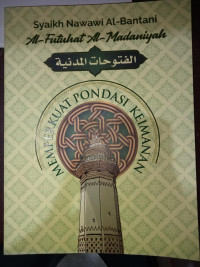 Syaikh Nawawi Al-Bantani
Al-Futuhat Al-Madaniyah
الفتوحات المدنية
MEMPERKUAT PONDASI KEIMANAN